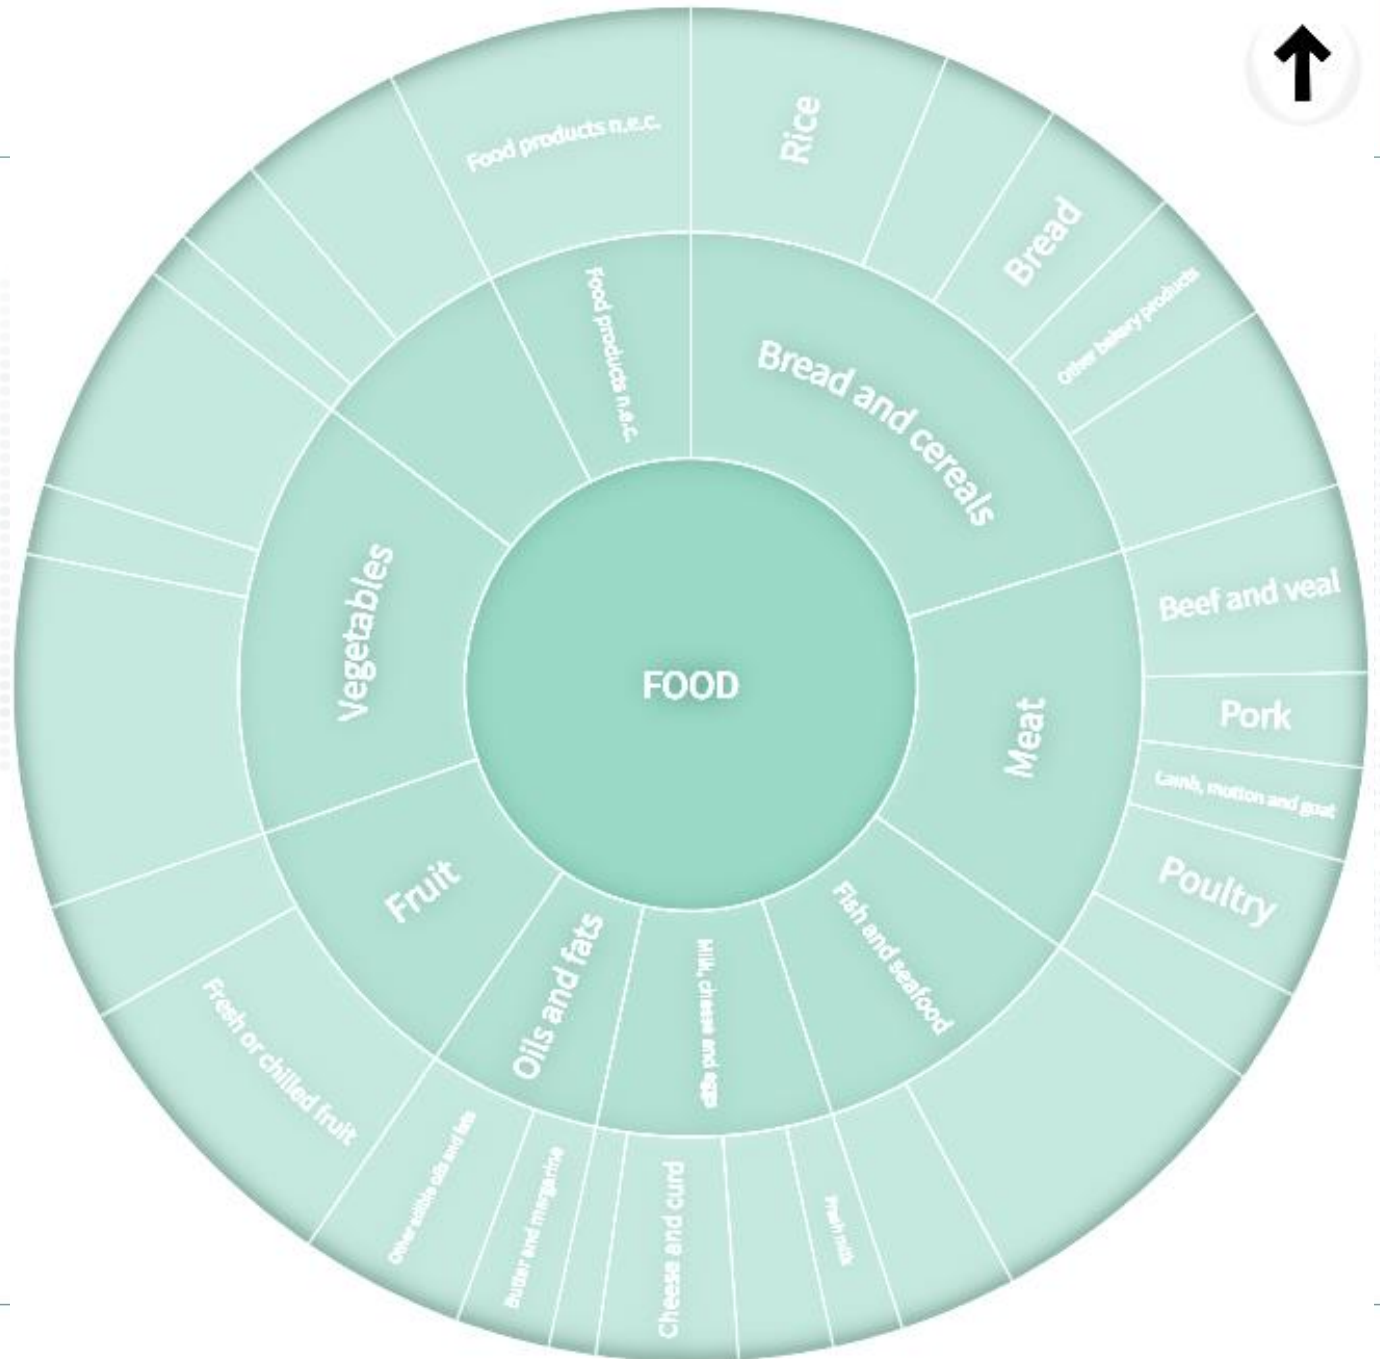 FOOD
Bread and cereals
Meat
Fish and seafood
Milk, cheese and eggs
Oils and fats
Fruit
Vegetables
Food products n.e.c.
Rice
Bread
Other bakery products
Beef and veal
Pork
Lamb, mutton and goat
Poultry
Fresh milk
Cheese and curd
Butter and margarine
Other edible oils and fats
Fresh or chilled fruit
Food products n.e.c.